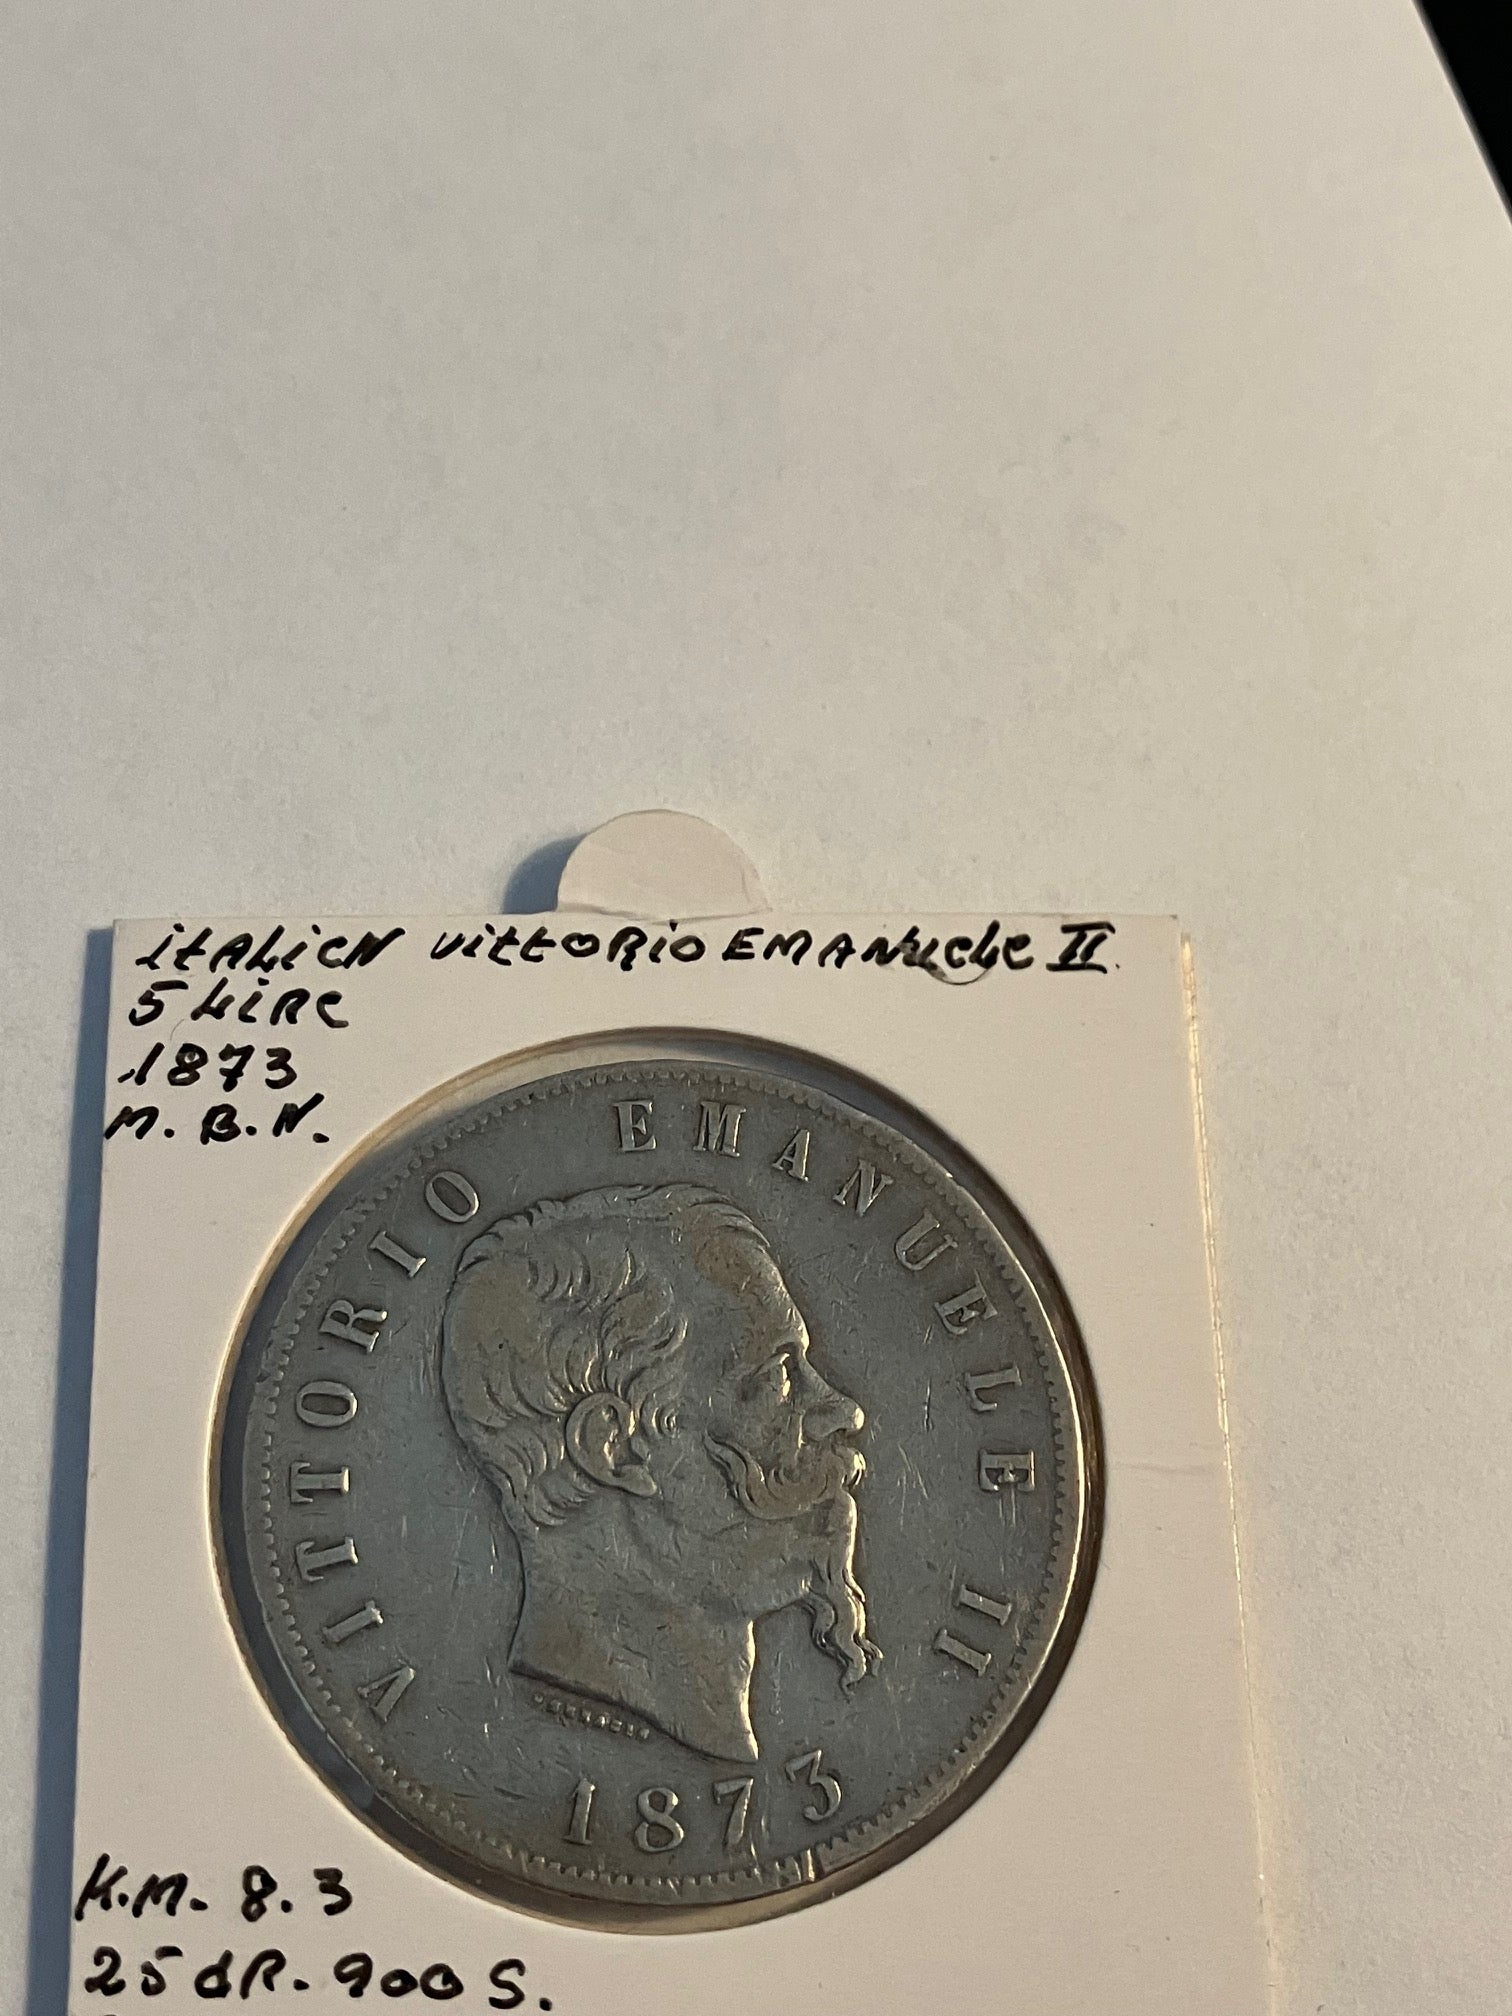 iTALiEN ViTTORiO EMANUELE II
5 LiRE
1873
M. B. N.
VITTORIO EMANUELE II
1873
K.M. 8.3
25 GR. 900 S.